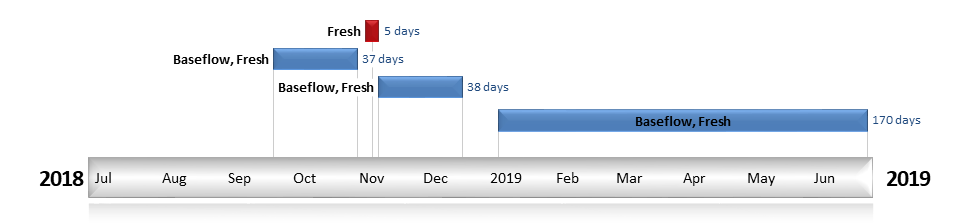 Fresh 5 days
Baseflow, Fresh 37 days
Baseflow, Fresh 38 days
Baseflow, Fresh 170 days
2018 Jul Aug Sep Oct Nov Dec 2019 Feb Mar Apr May Jun 2019